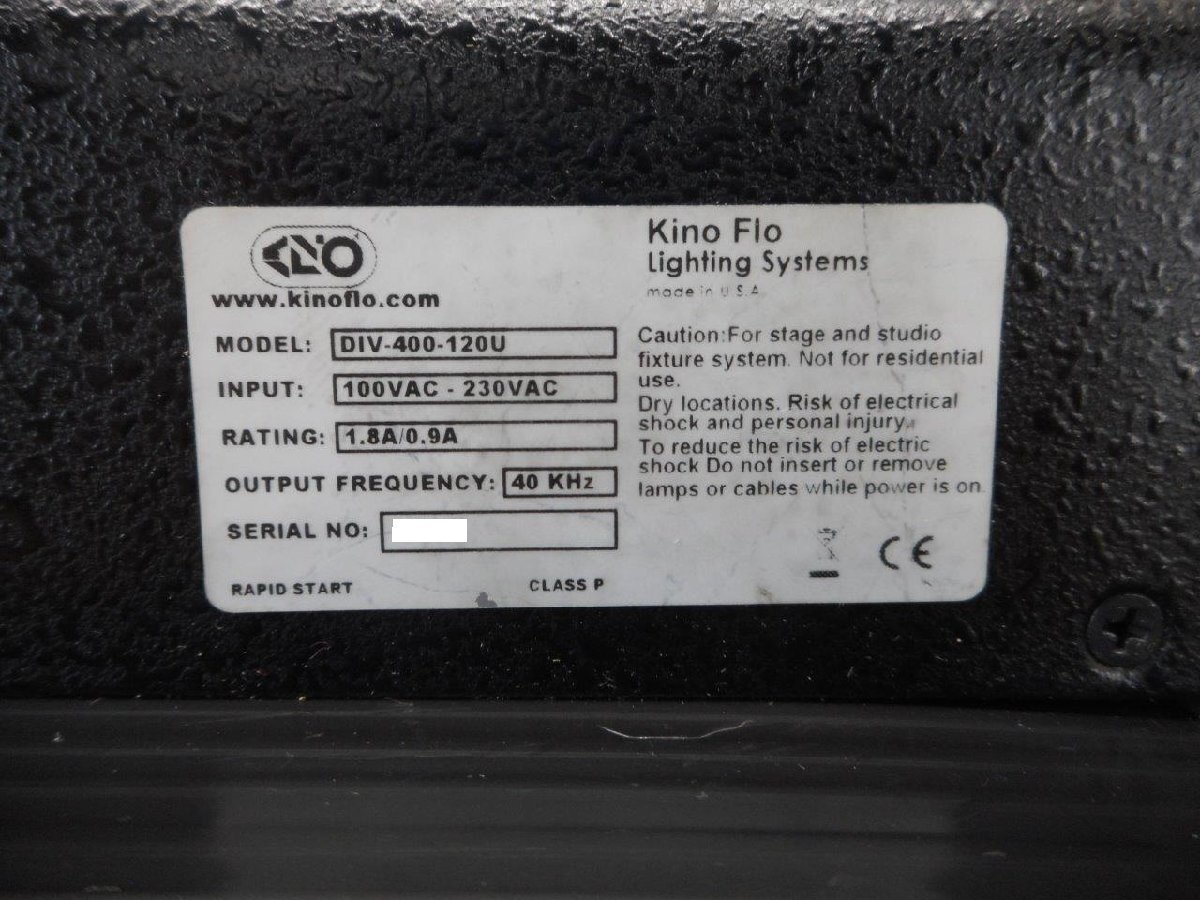 KINO
www.kinoflo.com
MODEL: DIV-400-120U
INPUT: 100VAC - 230VAC
RATING: 1.8A/0.9A
OUTPUT FREQUENCY: 40 KHz
SERIAL NO:
RAPID START
CLASS P
Kino Flo
Lighting Systems
made in U.S.A.
Caution:For stage and studio
fixture system. Not for residential
use.
Dry locations. Risk of electrical
shock and personal injury.
To reduce the risk of electric
shock Do not insert or remove
lamps or cables while power is on.
CE